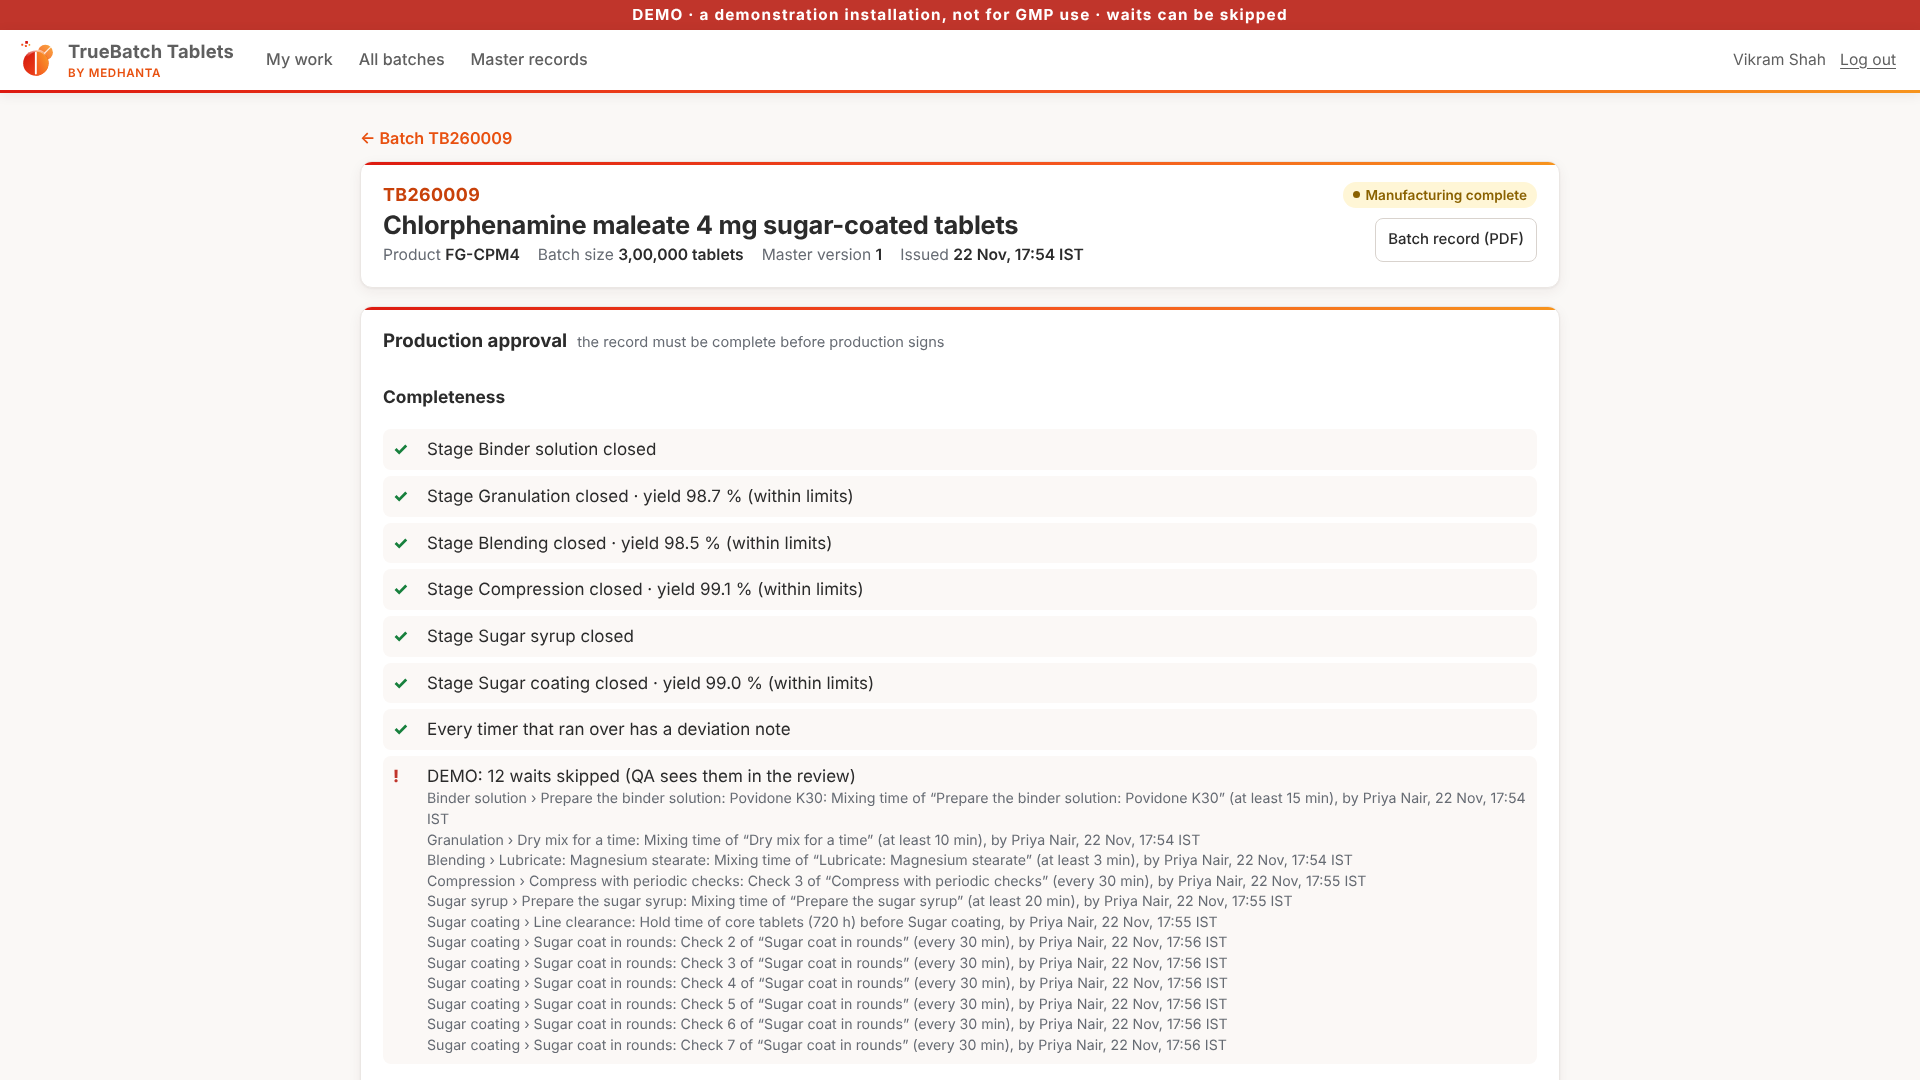 DEMO · a demonstration installation, not for GMP use · waits can be skipped
TrueBatch Tablets
BY MEDHANTA
My work
All batches
Master records
Vikram Shah
Log out
← Batch TB260009
TB260009
Manufacturing complete
Chlorphenamine maleate 4 mg sugar-coated tablets
Batch record (PDF)
Product FG-CPM4 Batch size 3,00,000 tablets Master version 1 Issued 22 Nov, 17:54 IST
Production approval the record must be complete before production signs
Completeness
✓ Stage Binder solution closed
✓ Stage Granulation closed · yield 98.7 % (within limits)
✓ Stage Blending closed · yield 98.5 % (within limits)
✓ Stage Compression closed · yield 99.1 % (within limits)
✓ Stage Sugar syrup closed
✓ Stage Sugar coating closed · yield 99.0 % (within limits)
✓ Every timer that ran over has a deviation note
! DEMO: 12 waits skipped (QA sees them in the review)
Binder solution › Prepare the binder solution: Povidone K30: Mixing time of “Prepare the binder solution: Povidone K30” (at least 15 min), by Priya Nair, 22 Nov, 17:54
IST
Granulation › Dry mix for a time: Mixing time of “Dry mix for a time” (at least 10 min), by Priya Nair, 22 Nov, 17:54 IST
Blending › Lubricate: Magnesium stearate: Mixing time of “Lubricate: Magnesium stearate” (at least 3 min), by Priya Nair, 22 Nov, 17:54 IST
Compression › Compress with periodic checks: Check 3 of “Compress with periodic checks” (every 30 min), by Priya Nair, 22 Nov, 17:55 IST
Sugar syrup › Prepare the sugar syrup: Mixing time of “Prepare the sugar syrup” (at least 20 min), by Priya Nair, 22 Nov, 17:55 IST
Sugar coating › Line clearance: Hold time of core tablets (720 h) before Sugar coating, by Priya Nair, 22 Nov, 17:55 IST
Sugar coating › Sugar coat in rounds: Check 2 of “Sugar coat in rounds” (every 30 min), by Priya Nair, 22 Nov, 17:56 IST
Sugar coating › Sugar coat in rounds: Check 3 of “Sugar coat in rounds” (every 30 min), by Priya Nair, 22 Nov, 17:56 IST
Sugar coating › Sugar coat in rounds: Check 4 of “Sugar coat in rounds” (every 30 min), by Priya Nair, 22 Nov, 17:56 IST
Sugar coating › Sugar coat in rounds: Check 5 of “Sugar coat in rounds” (every 30 min), by Priya Nair, 22 Nov, 17:56 IST
Sugar coating › Sugar coat in rounds: Check 6 of “Sugar coat in rounds” (every 30 min), by Priya Nair, 22 Nov, 17:56 IST
Sugar coating › Sugar coat in rounds: Check 7 of “Sugar coat in rounds” (every 30 min), by Priya Nair, 22 Nov, 17:56 IST